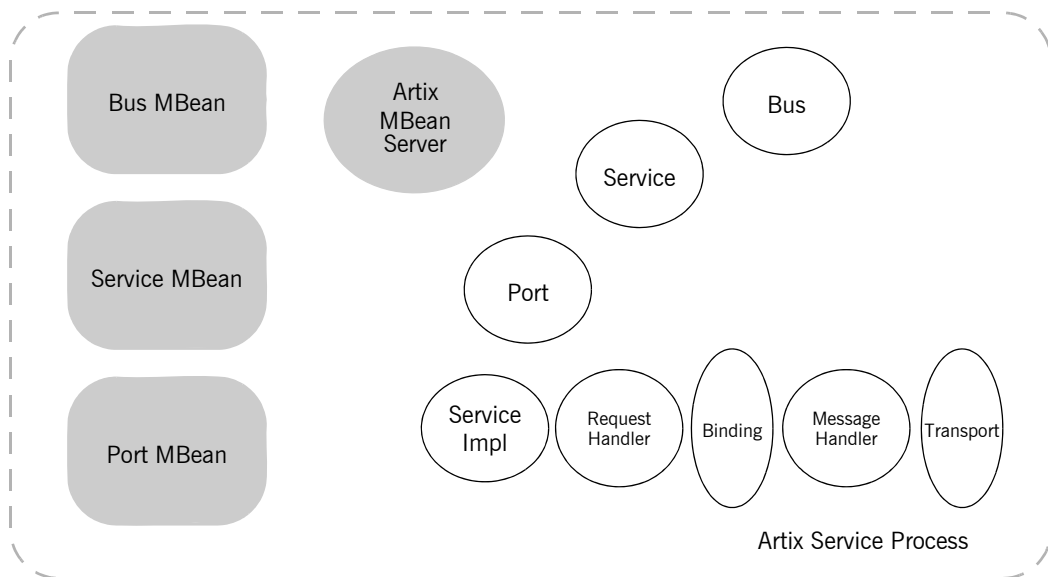 Bus MBean
Artix
MBean
Server
Bus
Service
Service MBean
Port
Port MBean
Service
Impl
Request
Handler
Binding
Message
Handler
Transport
Artix Service Process